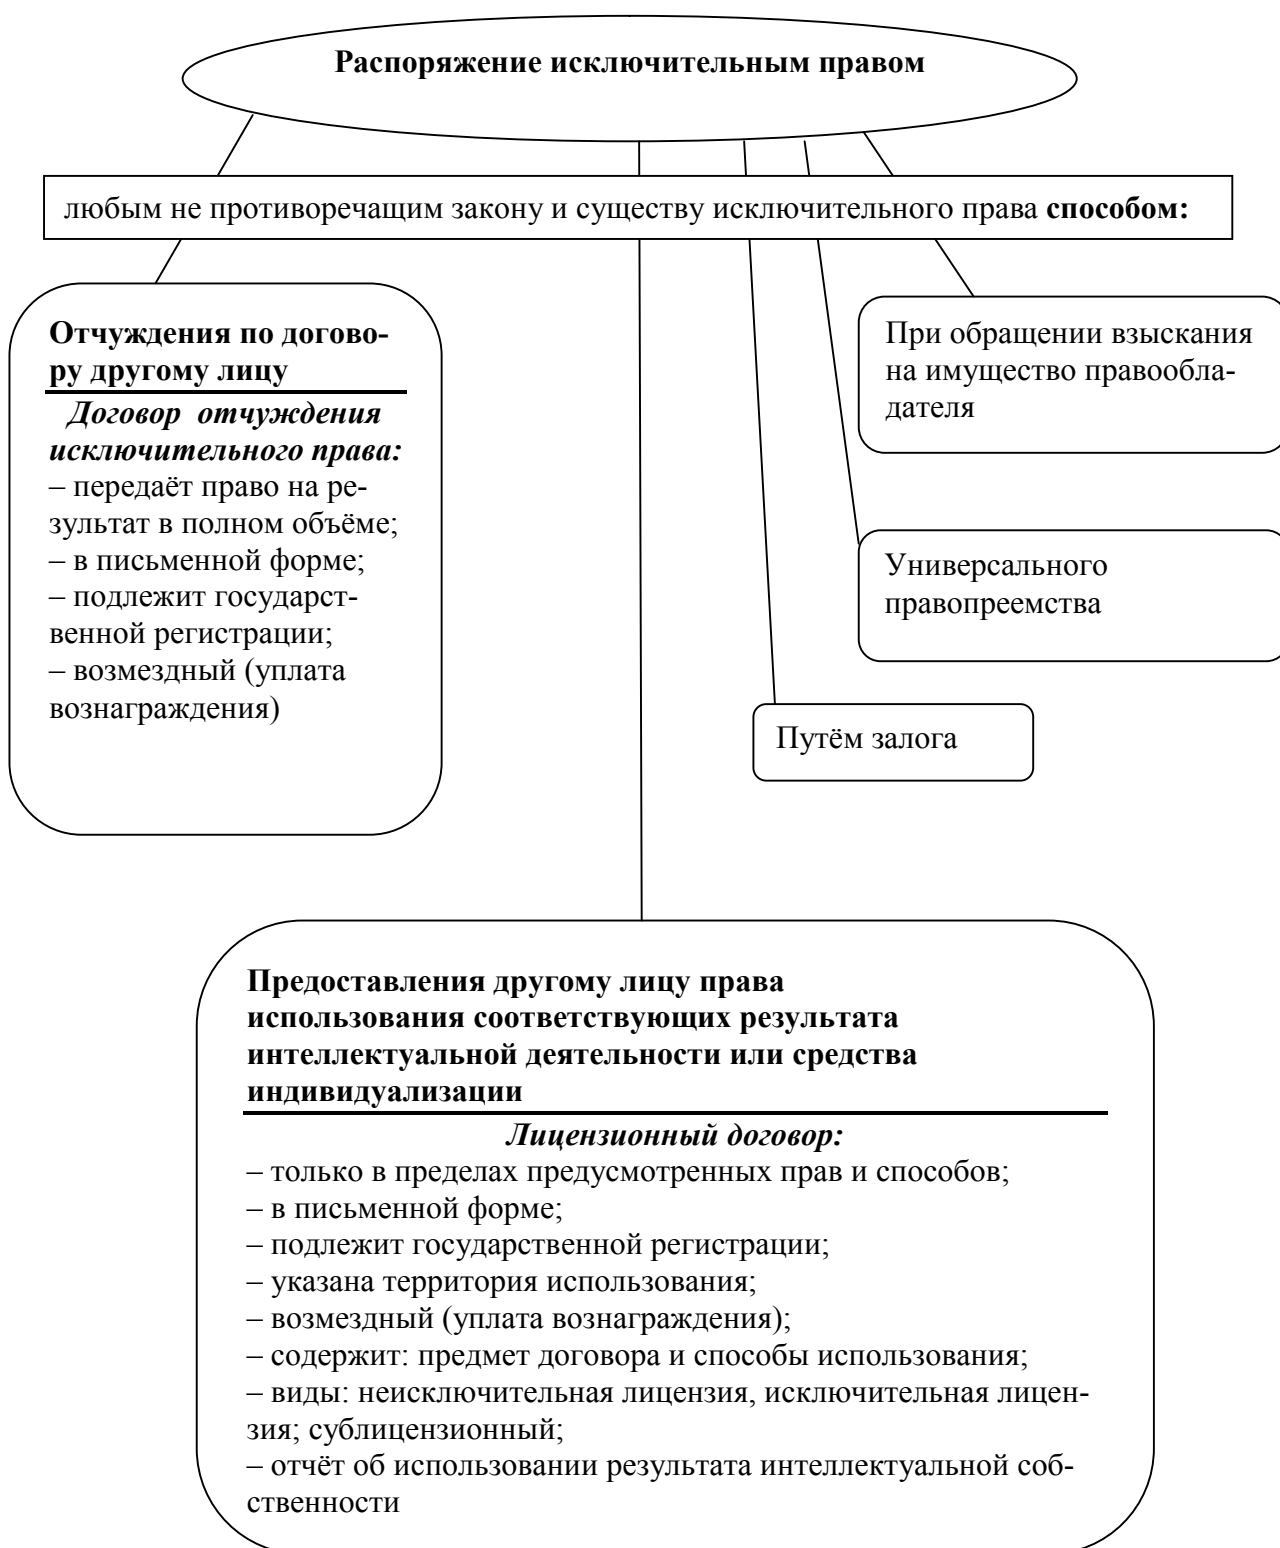 Распоряжение исключительным правом
любым не противоречащим закону и существу исключительного права способом:
Отчуждения по догово-
ру другому лицу
Договор отчуждения
исключительного права:
– передаёт право на ре-
зультат в полном объёме;
– в письменной форме;
– подлежит государст-
венной регистрации;
– возмездный (уплата
вознаграждения)
При обращении взыскания
на имущество правообла-
дателя
Универсального
правопреемства
Путём залога
Предоставления другому лицу права
использования соответствующих результата
интеллектуальной деятельности или средства
индивидуализации
Лицензионный договор:
– только в пределах предусмотренных прав и способов;
– в письменной форме;
– подлежит государственной регистрации;
– указана территория использования;
– возмездный (уплата вознаграждения);
– содержит: предмет договора и способы использования;
– виды: неисключительная лицензия, исключительная лицен-
зия; сублицензионный;
– отчёт об использовании результата интеллектуальной соб-
ственности